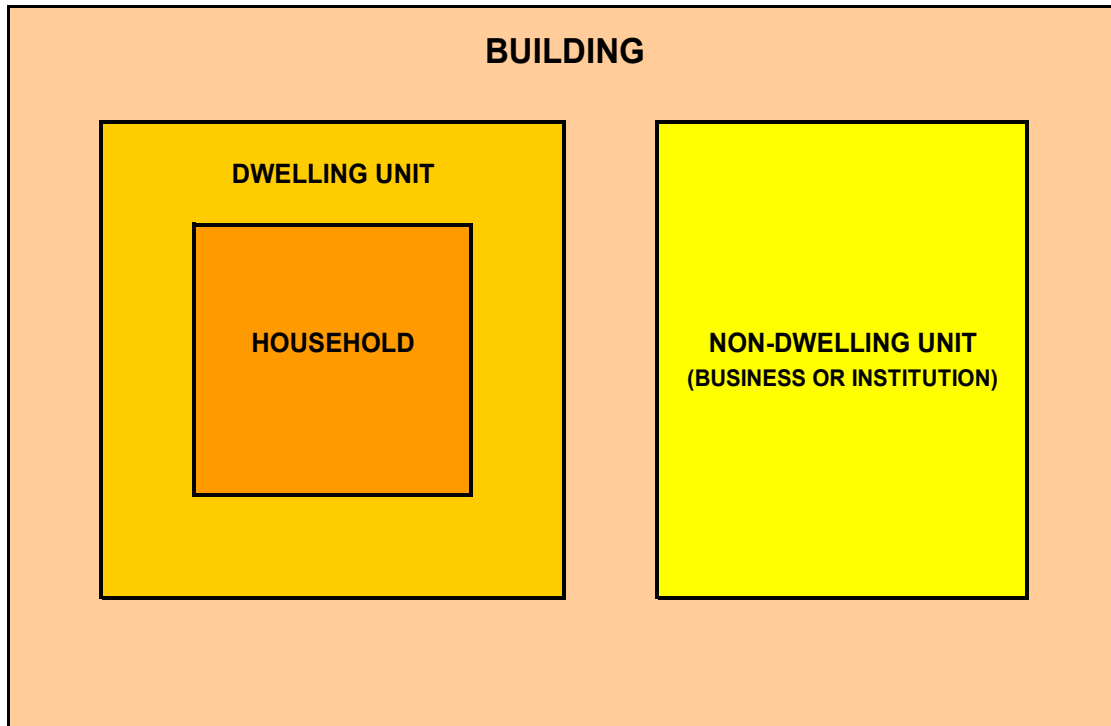 BUILDING
DWELLING UNIT
HOUSEHOLD
NON-DWELLING UNIT
(BUSINESS OR INSTITUTION)